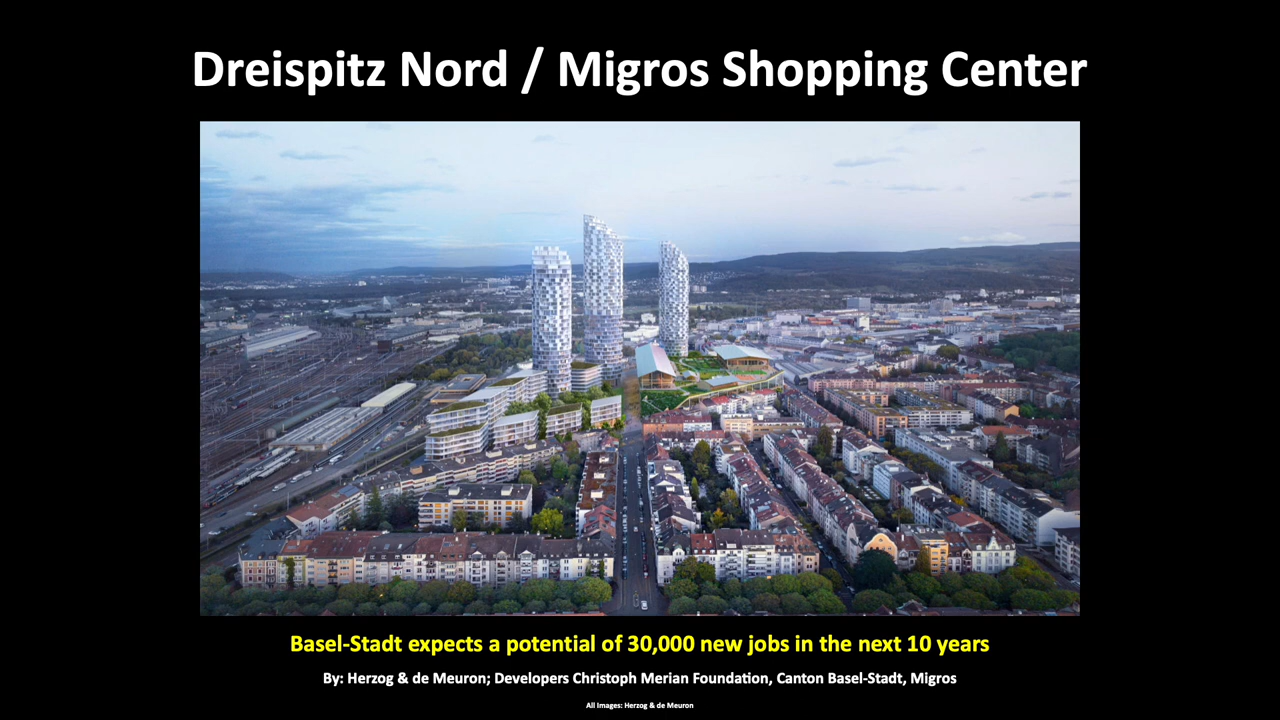 Dreispitz Nord / Migros Shopping Center
Basel-Stadt expects a potential of 30,000 new jobs in the next 10 years
By: Herzog & de Meuron; Developers Christoph Merian Foundation, Canton Basel-Stadt, Migros
All Images: Herzog & de Meuron